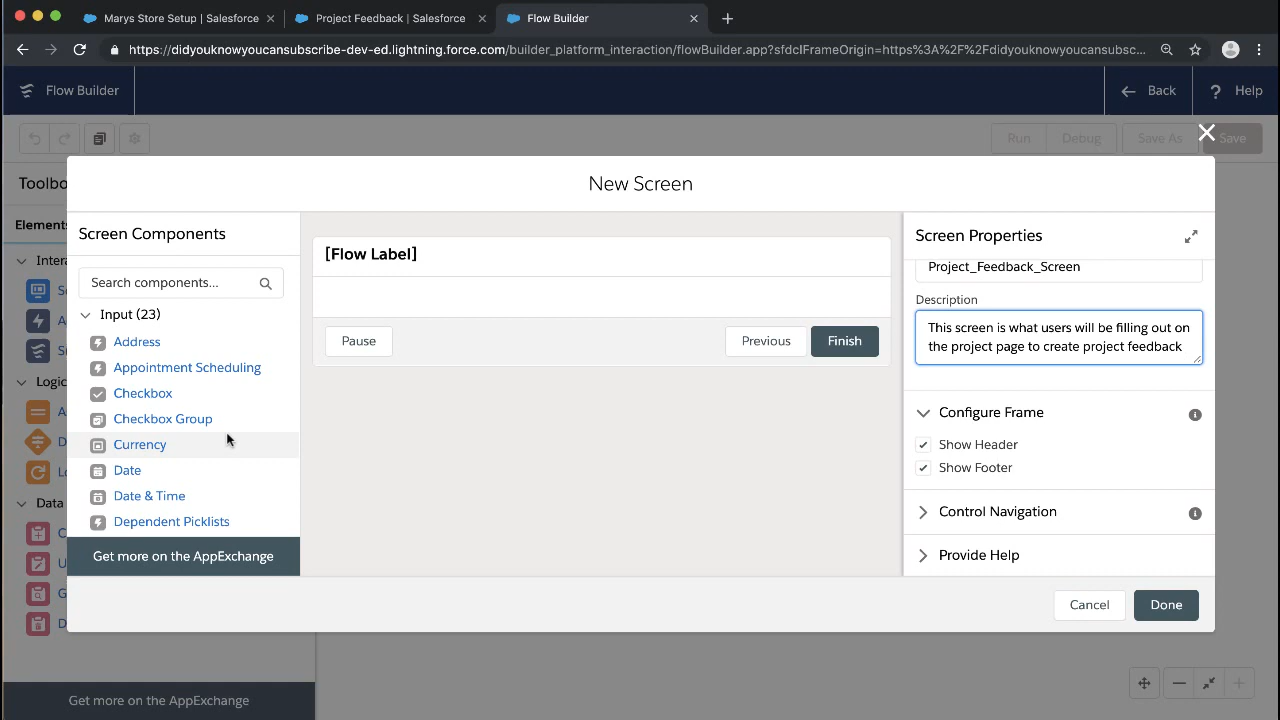 Marys Store Setup | Salesforce
Project Feedback | Salesforce
Flow Builder
https://didyouknowyoucansubscribe-dev-ed.lightning.force.com/builder_platform_interaction/flowBuilder.app?sfdcIFrameOrigin=https%3A%2F%2Fdidyouknowyoucansubsc...
Flow Builder
Back
? Help
Run
Debug
Save As
Save
Toolbo
New Screen
Elements
Screen Components
[Flow Label]
Screen Properties
Inter
Search components...
Project_Feedback_Screen
Input (23)
Description
Address
This screen is what users will be filling out on
the project page to create project feedback
Pause
Previous
Finish
Appointment Scheduling
Logic
Checkbox
Configure Frame
Checkbox Group
Currency
Show Header
Date
Show Footer
Date & Time
Data
Control Navigation
Dependent Picklists
Get more on the AppExchange
Provide Help
Cancel
Done
Get more on the AppExchange